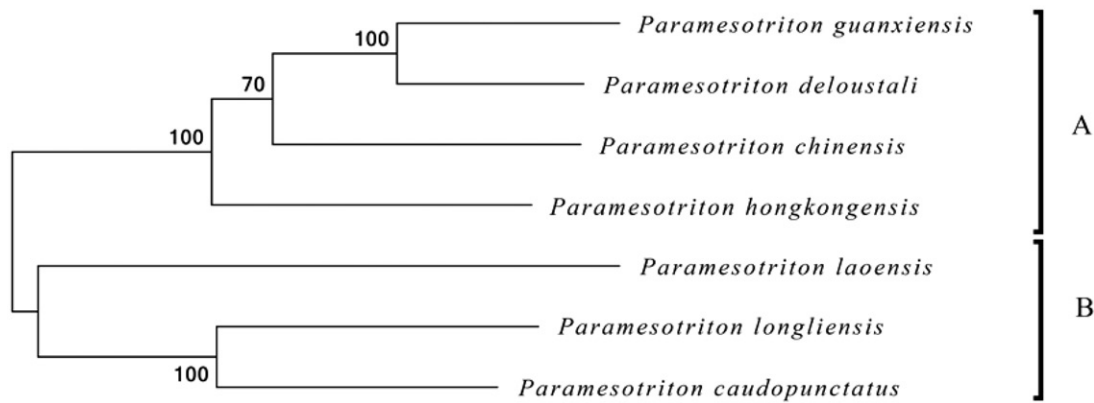 Paramesotriton guanxiensis
100
Paramesotriton deloustali
70
A
100
Paramesotriton chinensis
Paramesotriton hongkongensis
Paramesotriton laoensis
B
Paramesotriton longliensis
100
Paramesotriton caudopunctatus